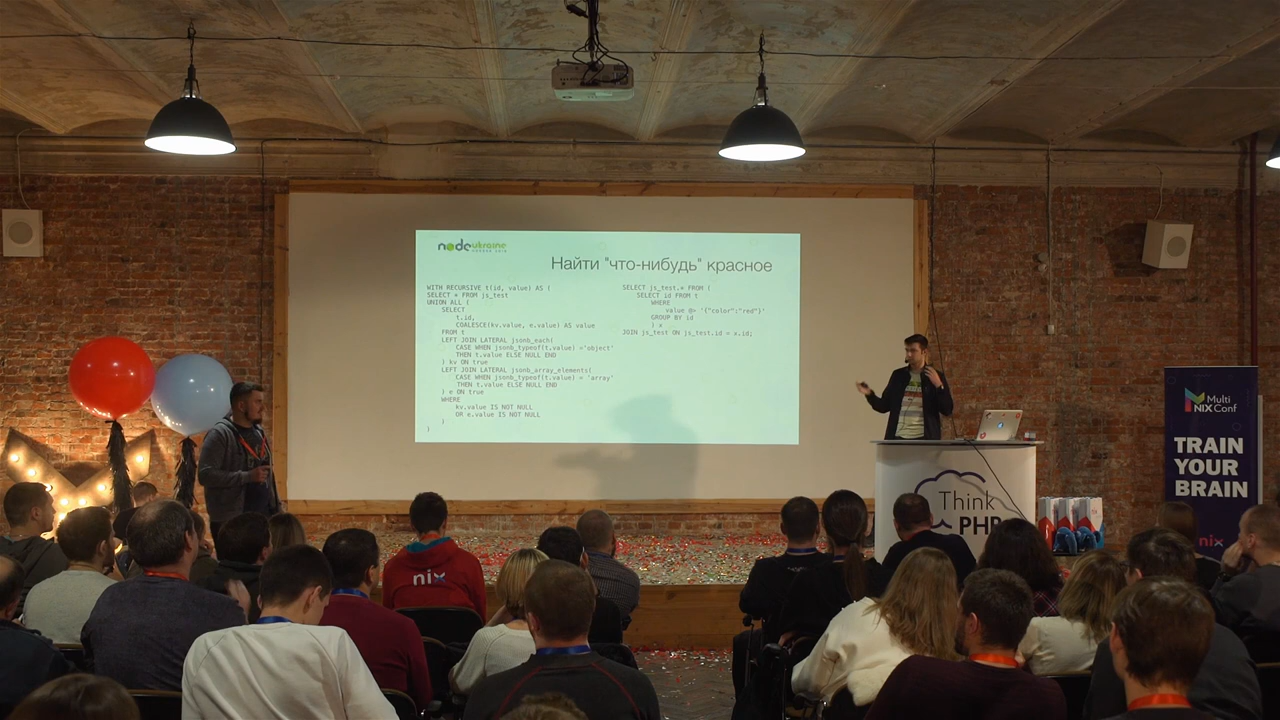 node ukraine
Найти "что-нибудь" красное
WITH RECURSIVE t(id, value) AS (
SELECT * FROM js_test
UNION ALL (
SELECT
t.id,
COALESCE(kv.value, e.value) AS value
FROM t
LEFT JOIN LATERAL jsonb_each(
CASE WHEN jsonb_typeof(t.value) ='object'
THEN t.value ELSE NULL END
) kv ON true
LEFT JOIN LATERAL jsonb_array_elements(
CASE WHEN jsonb_typeof(t.value) = 'array'
THEN t.value ELSE NULL END
) e ON true
WHERE
kv.value IS NOT NULL
OR e.value IS NOT NULL
)
)
SELECT js_test.* FROM (
SELECT id FROM t
WHERE
value @> '{"color":"red"}'
GROUP BY id
) x
JOIN js_test ON js_test.id = x.id;
Multi
NIX Conf
TRAIN
YOUR
BRAIN
nix
Think
PHP
nix